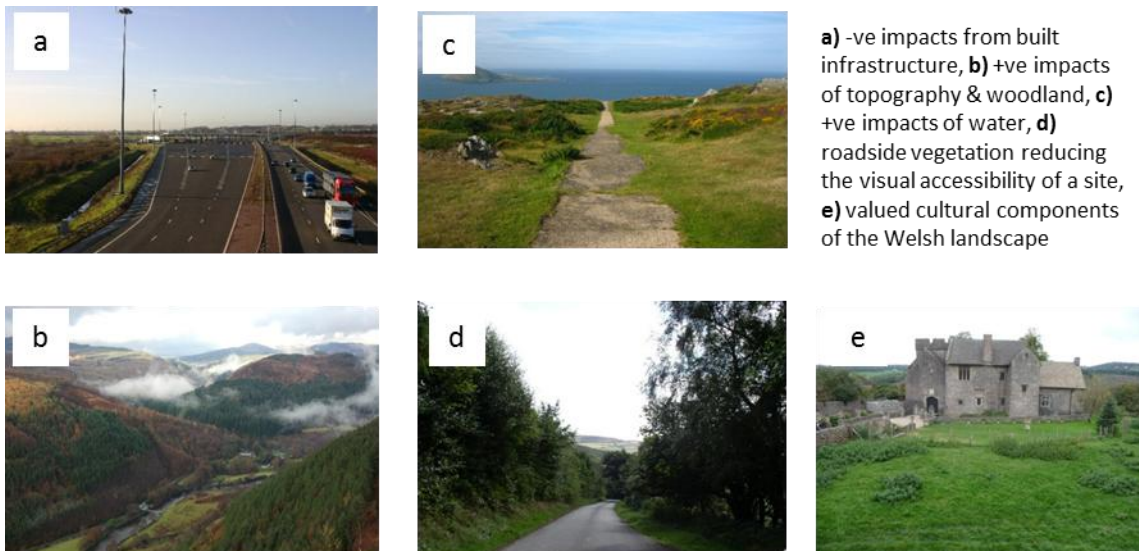 a
c
a) -ve impacts from built
infrastructure, b) +ve impacts
of topography & woodland, c)
+ve impacts of water, d)
roadside vegetation reducing
the visual accessibility of a site,
e) valued cultural components
of the Welsh landscape
b
d
e